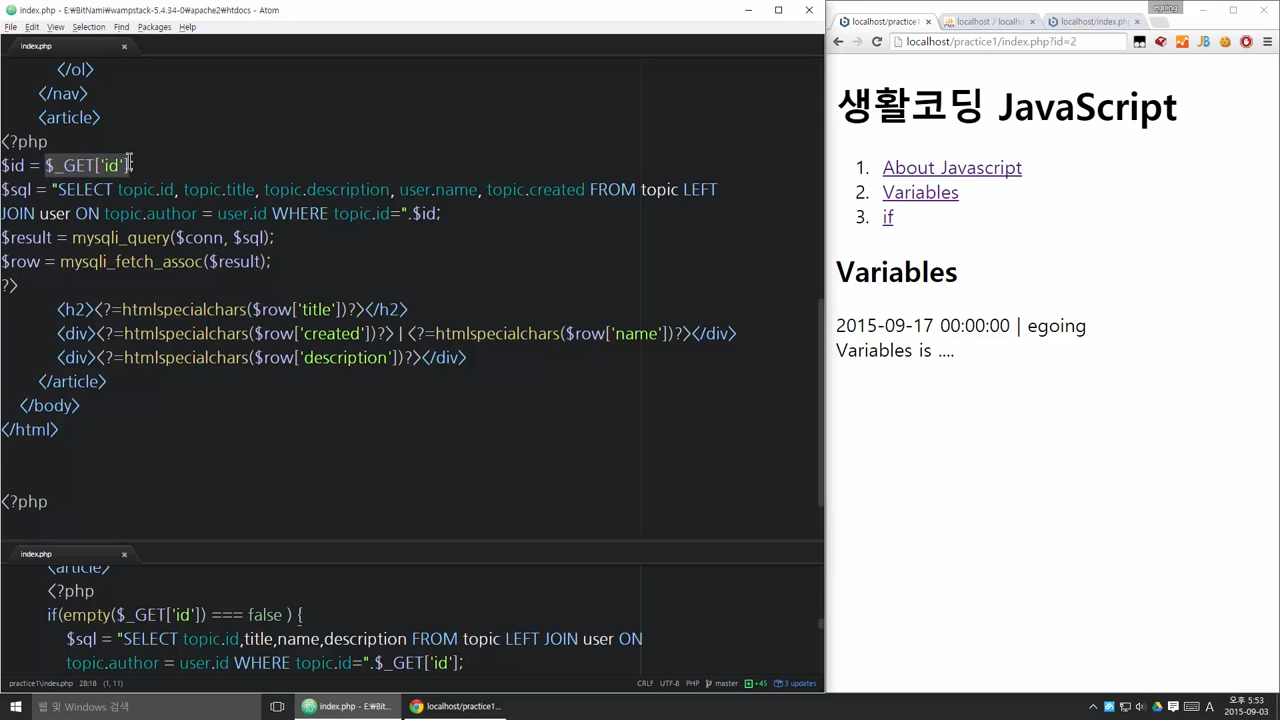 index.php - E:₩BitNami₩wampstack-5.4.34-0₩apache2₩htdocs - Atom
File Edit View Selection Find Packages Help
index.php
</ol>
</nav>
<article>
<?php
$id = $_GET['id'];
$sql = "SELECT topic.id, topic.title, topic.description, user.name, topic.created FROM topic LEFT
JOIN user ON topic.author = user.id WHERE topic.id=".$id;
$result = mysqli_query($conn, $sql);
$row = mysqli_fetch_assoc($result);
?>
<h2><?=htmlspecialchars($row['title'])?></h2>
<div><?=htmlspecialchars($row['created'])?> | <?=htmlspecialchars($row['name'])?></div>
<div><?=htmlspecialchars($row['description'])?></div>
</article>
</body>
</html>
<?php
index.php
<article>
<?php
if(empty($_GET['id']) === false ) {
$sql = "SELECT topic.id,title,name,description FROM topic LEFT JOIN user ON
topic.author = user.id WHERE topic.id=".$_GET['id'];
practice1₩index.php 28:18 (1, 11)
CRLF UTF-8 PHP master +45 3 updates
egoing
localhost/practice1/index.php
localhost / localh
localhost/index.ph
localhost/practice1/index.php?id=2
생활코딩 JavaScript
1. About Javascript
2. Variables
3. if
Variables
2015-09-17 00:00:00 | egoing
Variables is ....
웹 및 Windows 검색
index.php - E:₩Bit...
localhost/practice1...
A
오후 5:53
2015-09-03